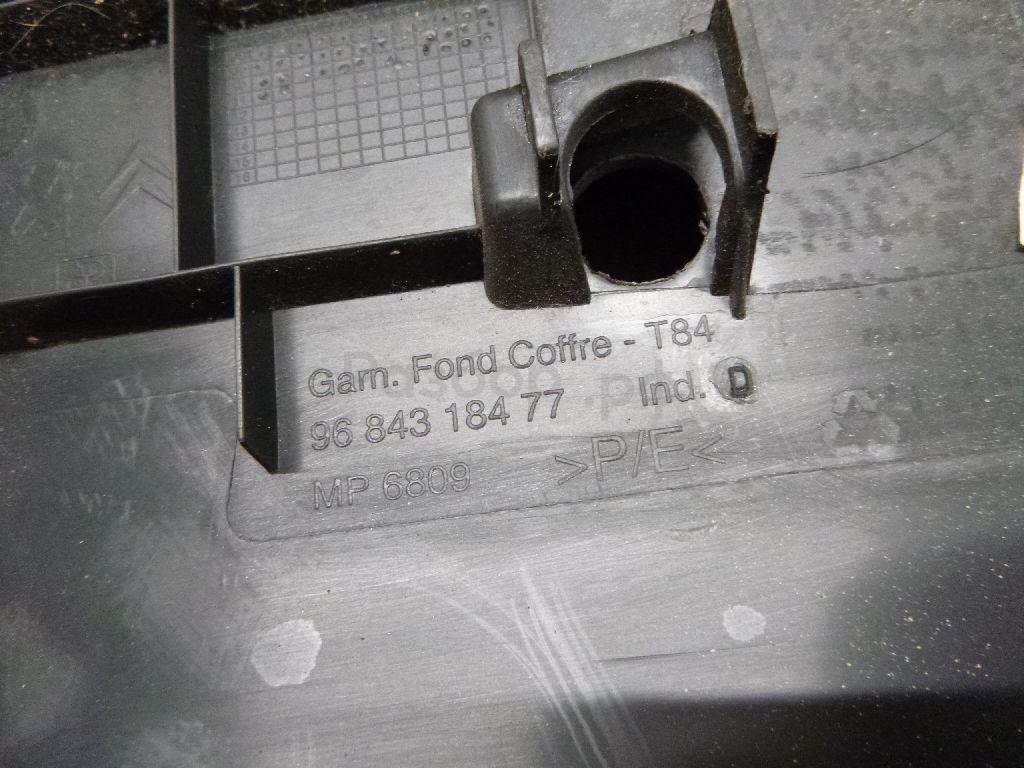 Garn. Fond Coffre - T84
96 843 184 77 Ind. D
MP 6809 >P/E<